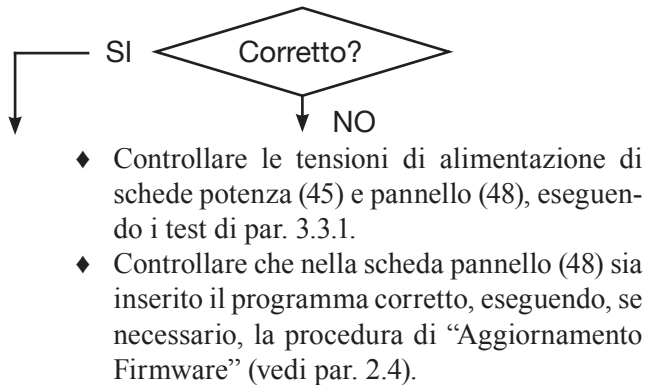 SI Corretto?
NO
♦ Controllare le tensioni di alimentazione di
schede potenza (45) e pannello (48), eseguen-
do i test di par. 3.3.1.
♦ Controllare che nella scheda pannello (48) sia
inserito il programma corretto, eseguendo, se
necessario, la procedura di “Aggiornamento
Firmware” (vedi par. 2.4).